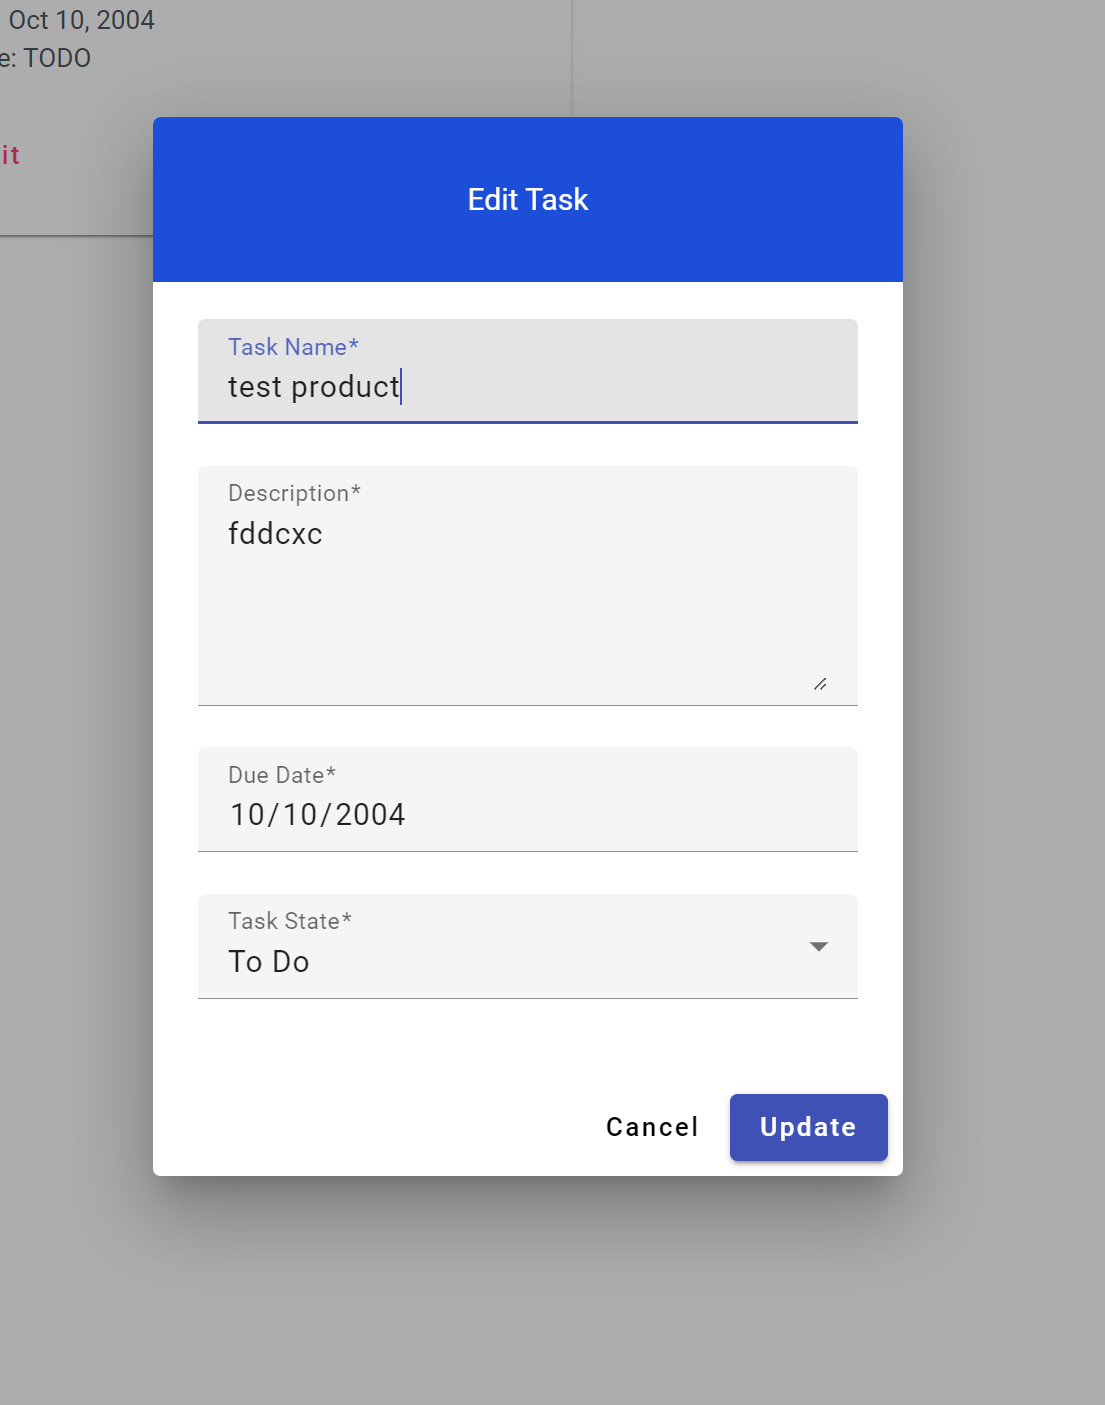 Oct 10, 2004
e: TODO
it
Edit Task
Task Name*
test product
Description*
fddcxc
Due Date*
10/10/2004
Task State*
To Do
Cancel
Update